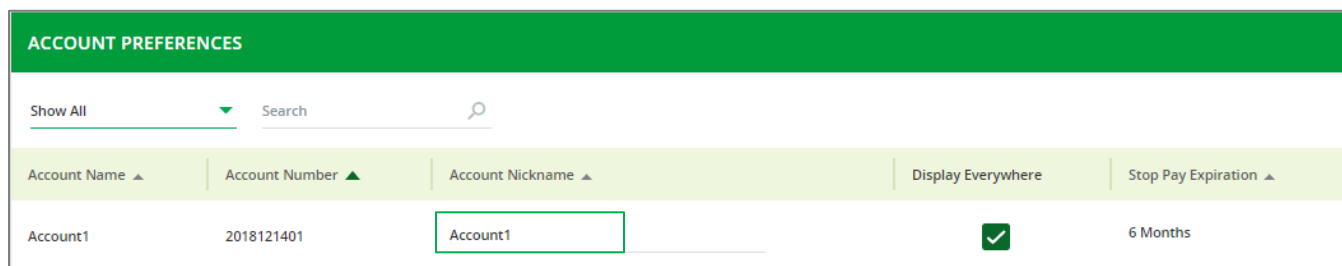 ACCOUNT PREFERENCES
Show All Search
Account Name Account Number Account Nickname Display Everywhere Stop Pay Expiration
Account1 2018121401 Account1 6 Months